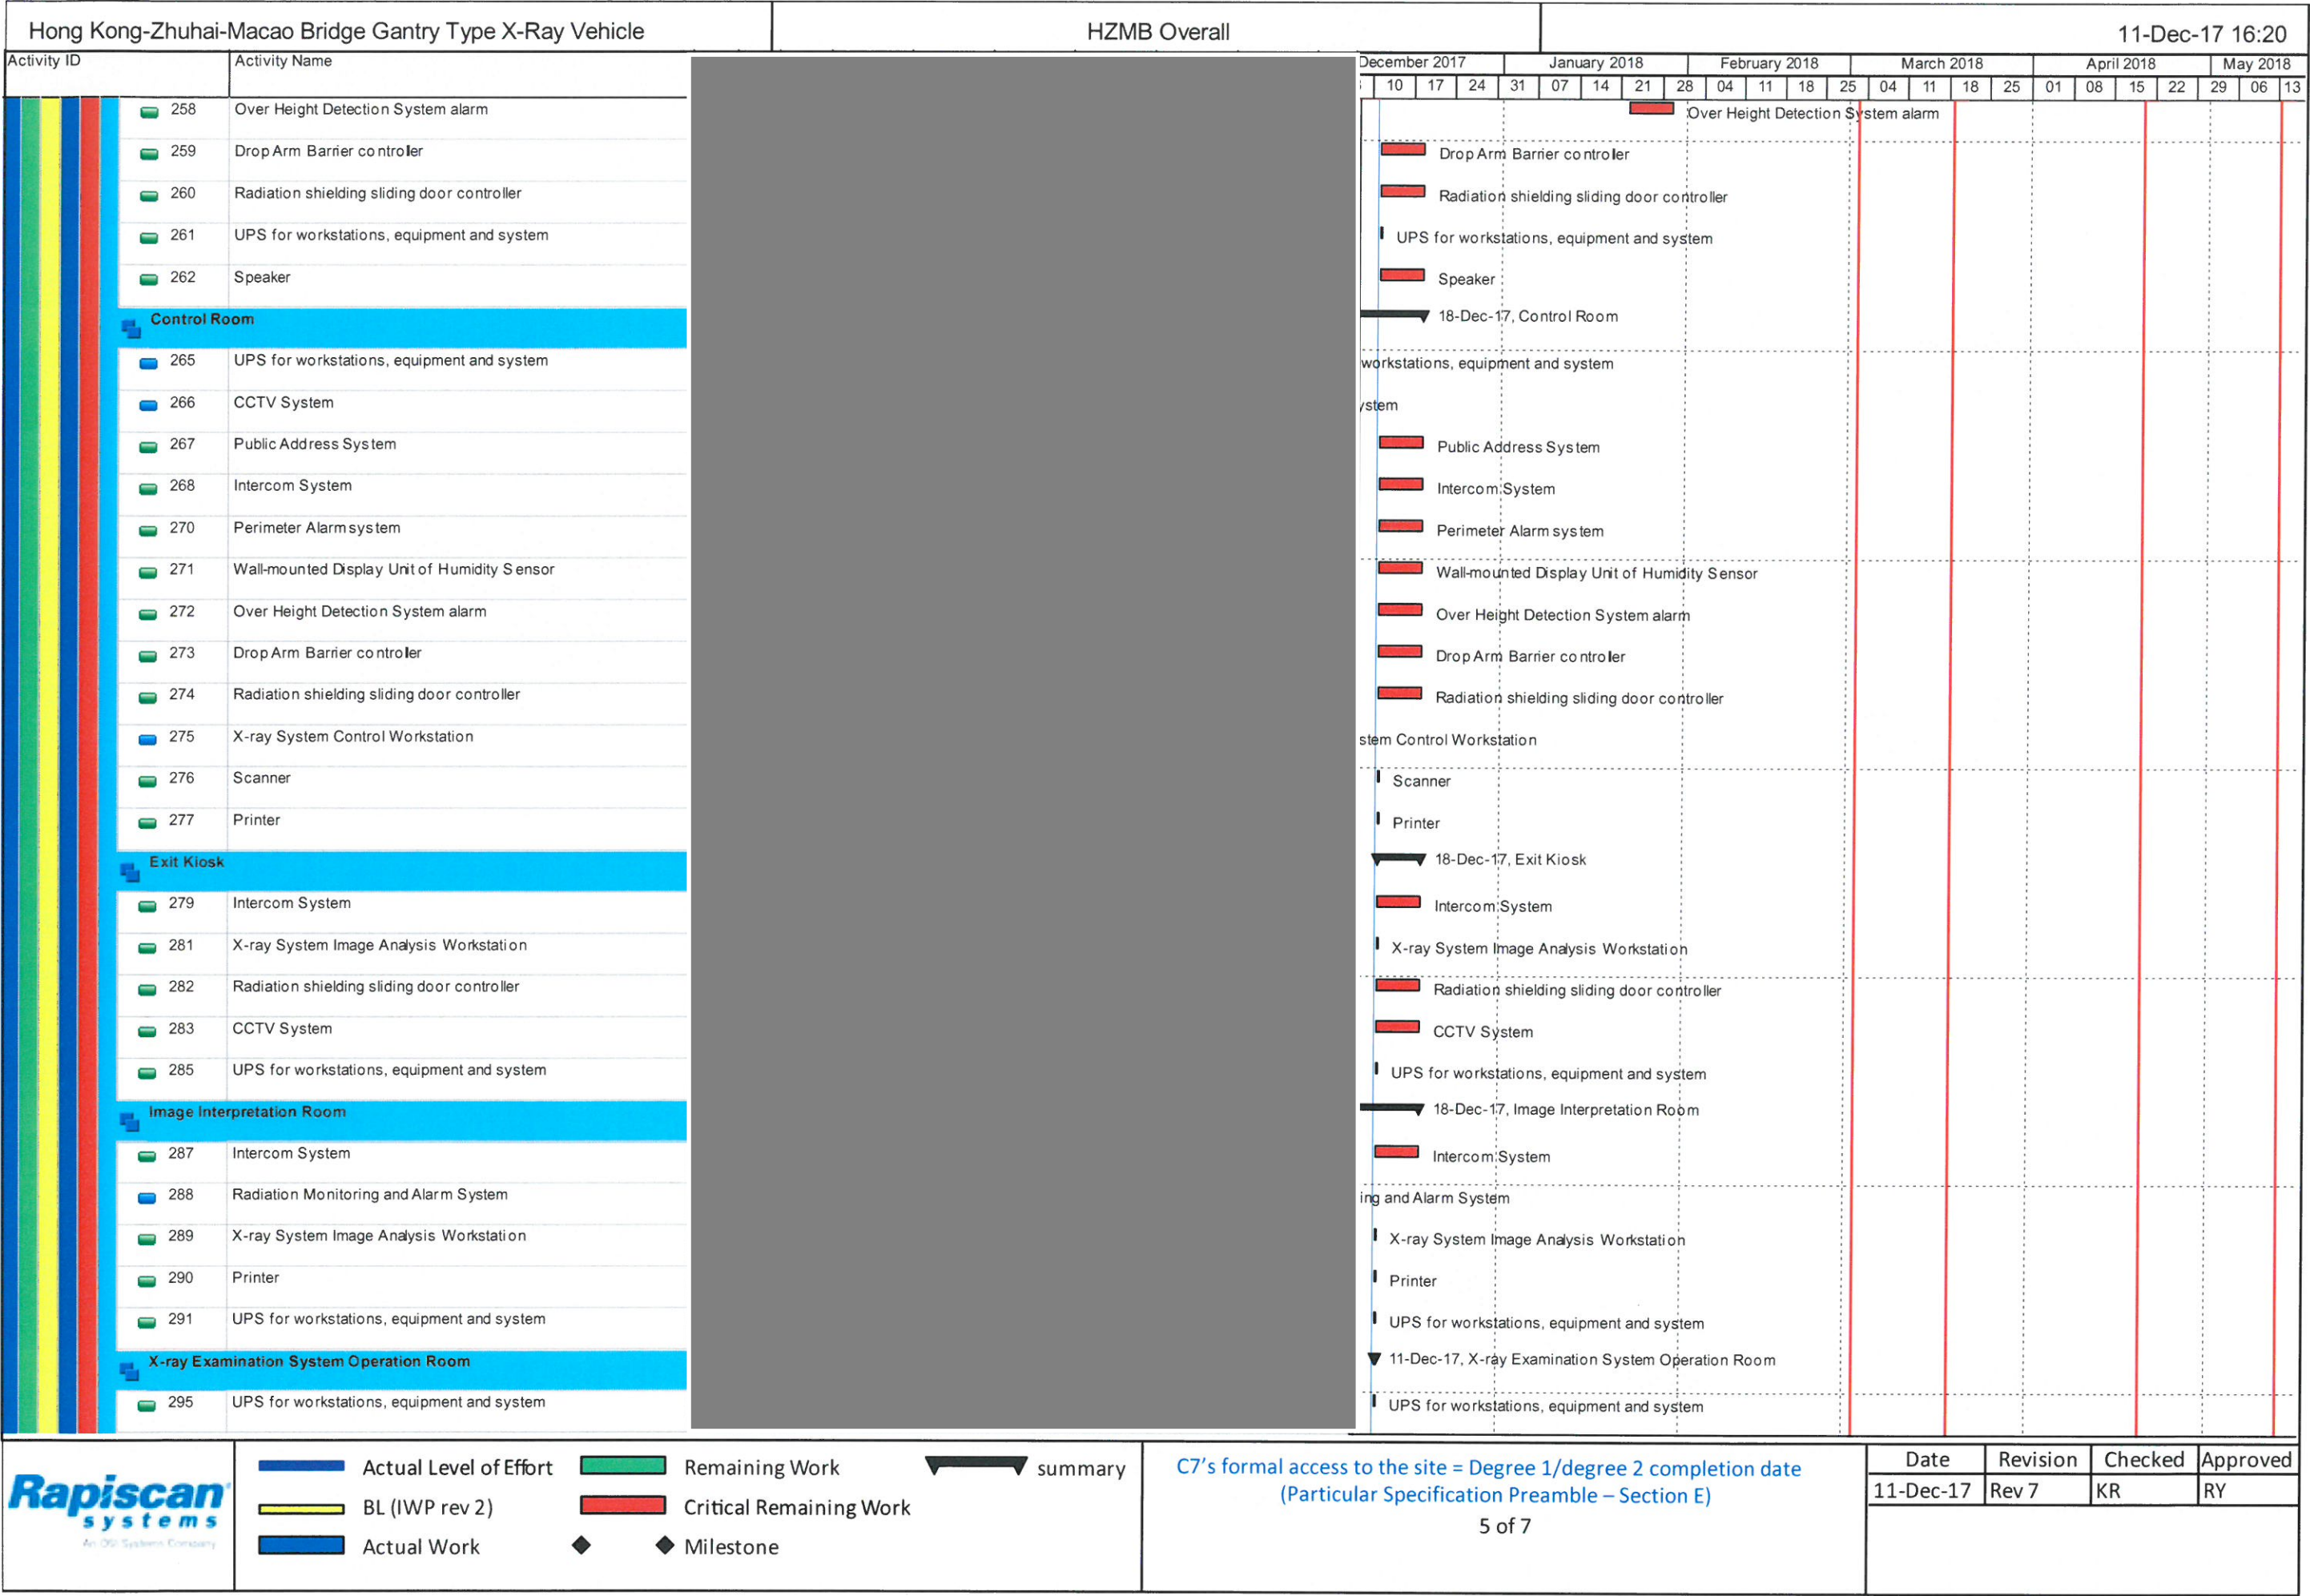 Hong Kong-Zhuhai-Macao Bridge Gantry Type X-Ray Vehicle
HZMB Overall
11-Dec-17 16:20
Activity ID
Activity Name
December 2017
January 2018
February 2018
March 2018
April 2018
May 2018
10 17 24 31 07 14 21 28 04 11 18 25 04 11 18 25 01 08 15 22 29 06 13
258 Over Height Detection System alarm
Over Height Detection System alarm
259 Drop Arm Barrier controller
Drop Arm Barrier controller
260 Radiation shielding sliding door controller
Radiation shielding sliding door controller
261 UPS for workstations, equipment and system
UPS for workstations, equipment and system
262 Speaker
Speaker
Control Room
18-Dec-17, Control Room
265 UPS for workstations, equipment and system
workstations, equipment and system
266 CCTV System
ystem
267 Public Address System
Public Address System
268 Intercom System
Intercom System
270 Perimeter Alarm system
Perimeter Alarm system
271 Wall-mounted Display Unit of Humidity Sensor
Wall-mounted Display Unit of Humidity Sensor
272 Over Height Detection System alarm
Over Height Detection System alarm
273 Drop Arm Barrier controller
Drop Arm Barrier controller
274 Radiation shielding sliding door controller
Radiation shielding sliding door controller
275 X-ray System Control Workstation
stem Control Workstation
276 Scanner
Scanner
277 Printer
Printer
Exit Kiosk
18-Dec-17, Exit Kiosk
279 Intercom System
Intercom System
281 X-ray System Image Analysis Workstation
X-ray System Image Analysis Workstation
282 Radiation shielding sliding door controller
Radiation shielding sliding door controller
283 CCTV System
CCTV System
285 UPS for workstations, equipment and system
UPS for workstations, equipment and system
Image Interpretation Room
18-Dec-17, Image Interpretation Room
287 Intercom System
Intercom System
288 Radiation Monitoring and Alarm System
ing and Alarm System
289 X-ray System Image Analysis Workstation
X-ray System Image Analysis Workstation
290 Printer
Printer
291 UPS for workstations, equipment and system
UPS for workstations, equipment and system
X-ray Examination System Operation Room
11-Dec-17, X-ray Examination System Operation Room
295 UPS for workstations, equipment and system
UPS for workstations, equipment and system
Rapiscan
systems
An OSI Systems Company
Actual Level of Effort
Remaining Work
summary
BL (IWP rev 2)
Critical Remaining Work
Actual Work
Milestone
C7's formal access to the site = Degree 1/degree 2 completion date
(Particular Specification Preamble – Section E)
5 of 7
Date Revision Checked Approved
11-Dec-17 Rev 7 KR RY